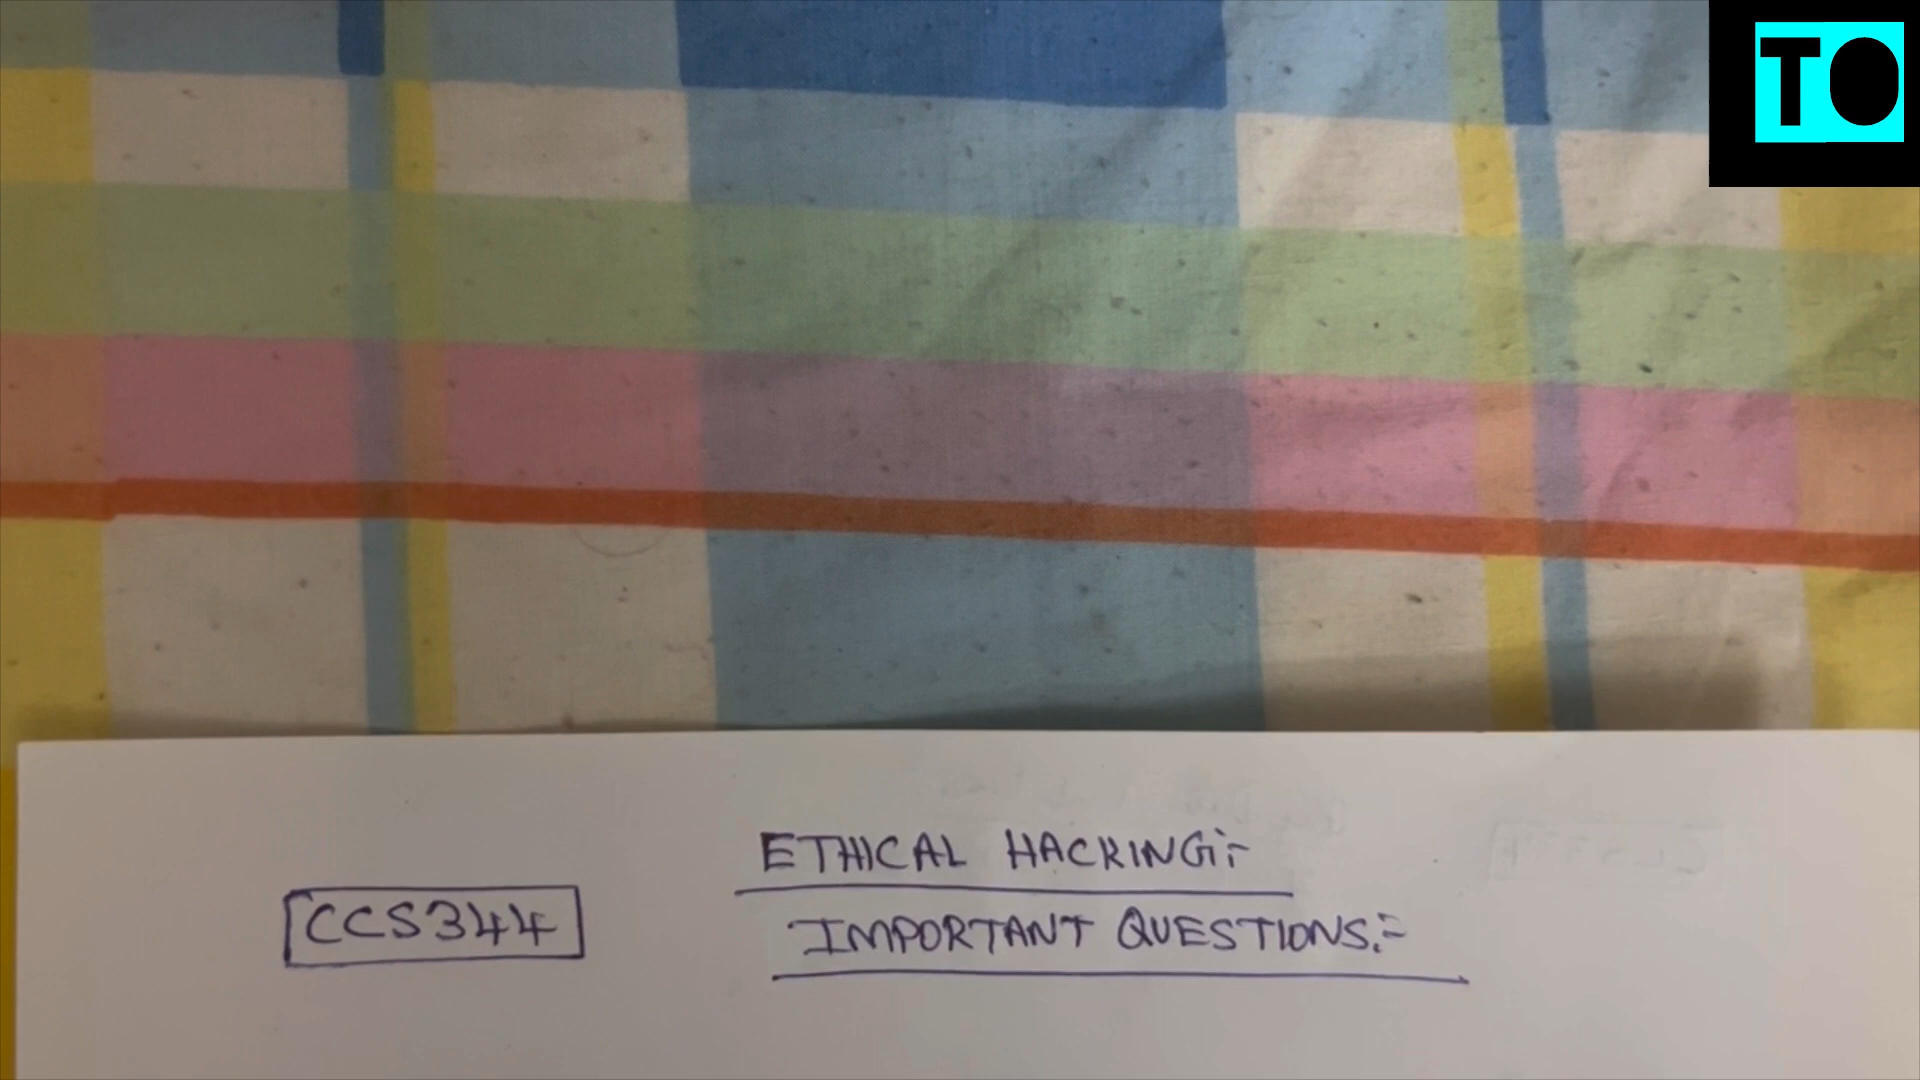 TO
ETHICAL HACKING:-
CCS344
IMPORTANT QUESTIONS:-